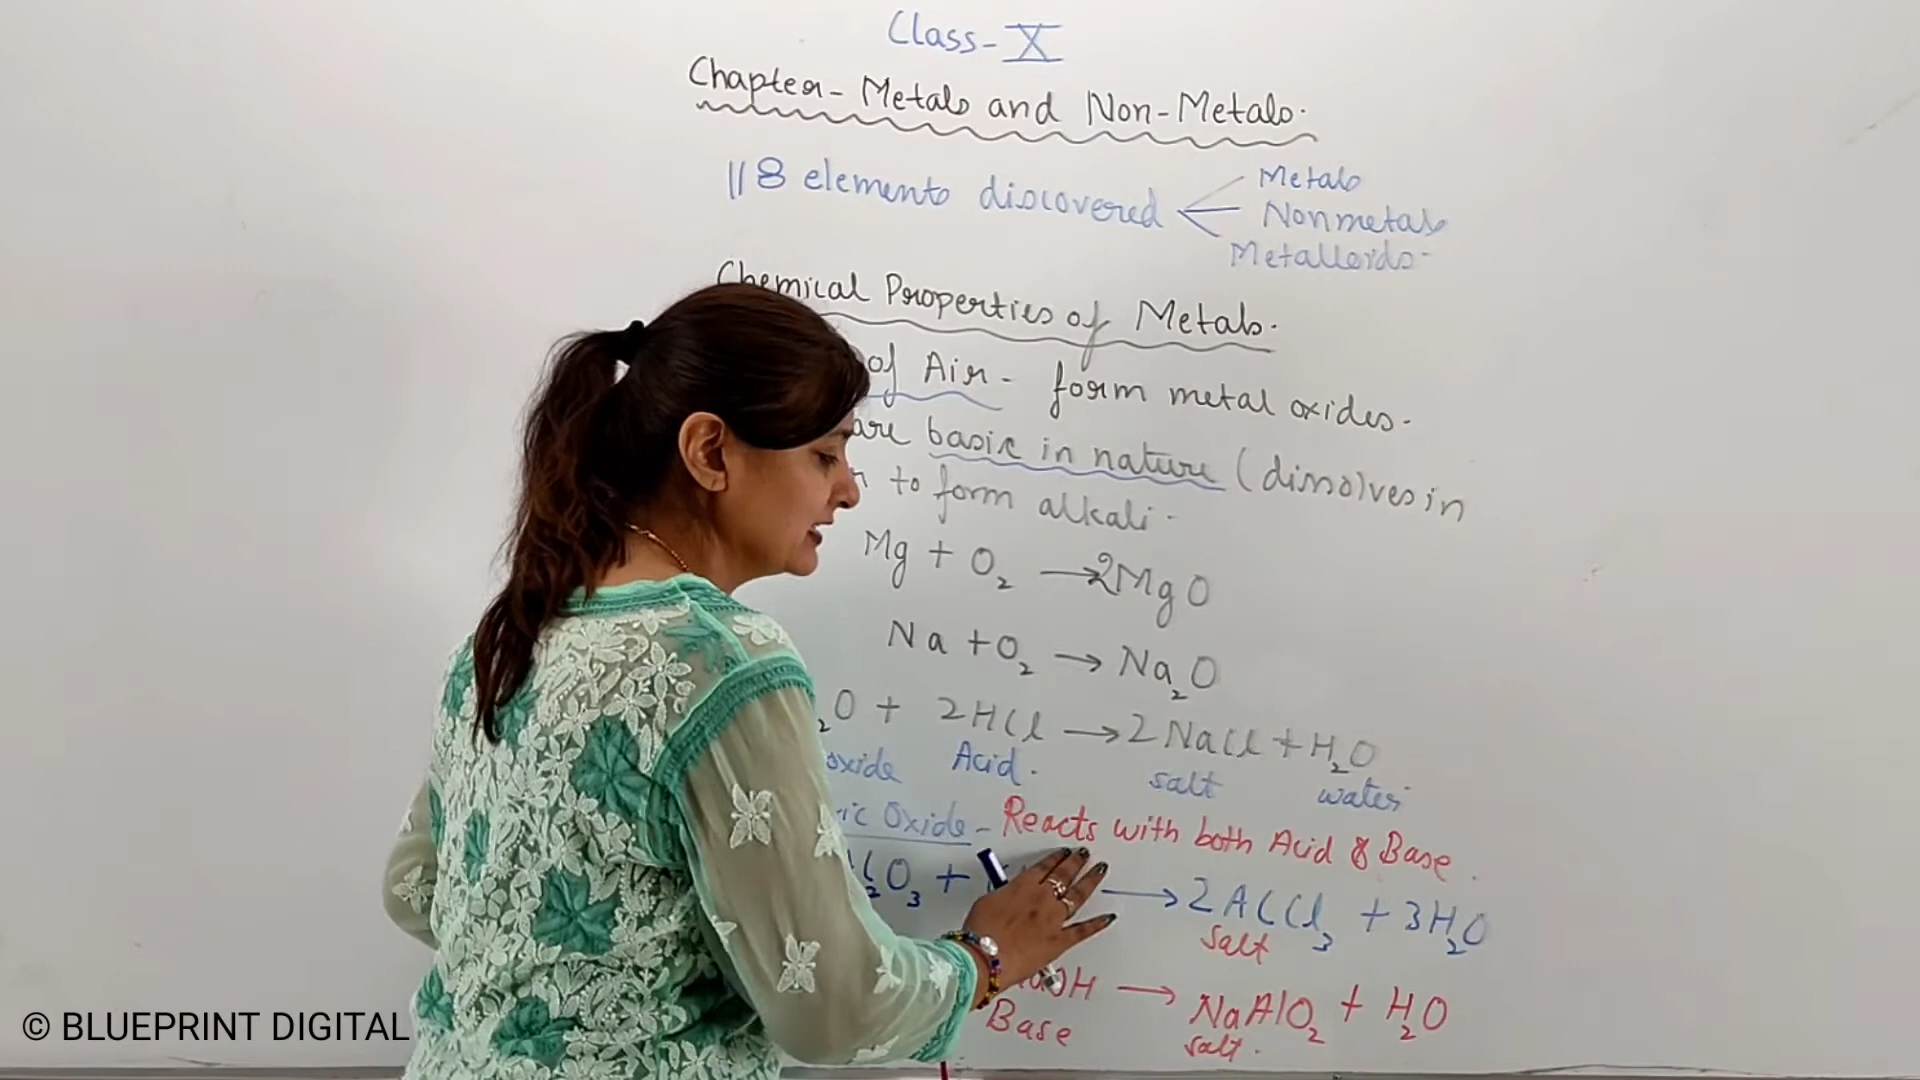 Class-X
Chapter- Metals and Non-Metals.
118 elements discovered
Metals
Nonmetals
Metalloids-
Chemical Properties of Metals.
of Air- form metal oxides.
are basic in nature (dissolves in
to form alkali-
Mg + O2 → 2MgO
Na + O2 → Na2O
2O + 2HCl → 2NaCl + H2O
oxide Acid. salt water
Oxide - Reacts with both Acid & Base.
Al2O3 + → 2AlCl3 + 3H2O
salt
NaOH → NaAlO2 + H2O
Base salt.
© BLUEPRINT DIGITAL